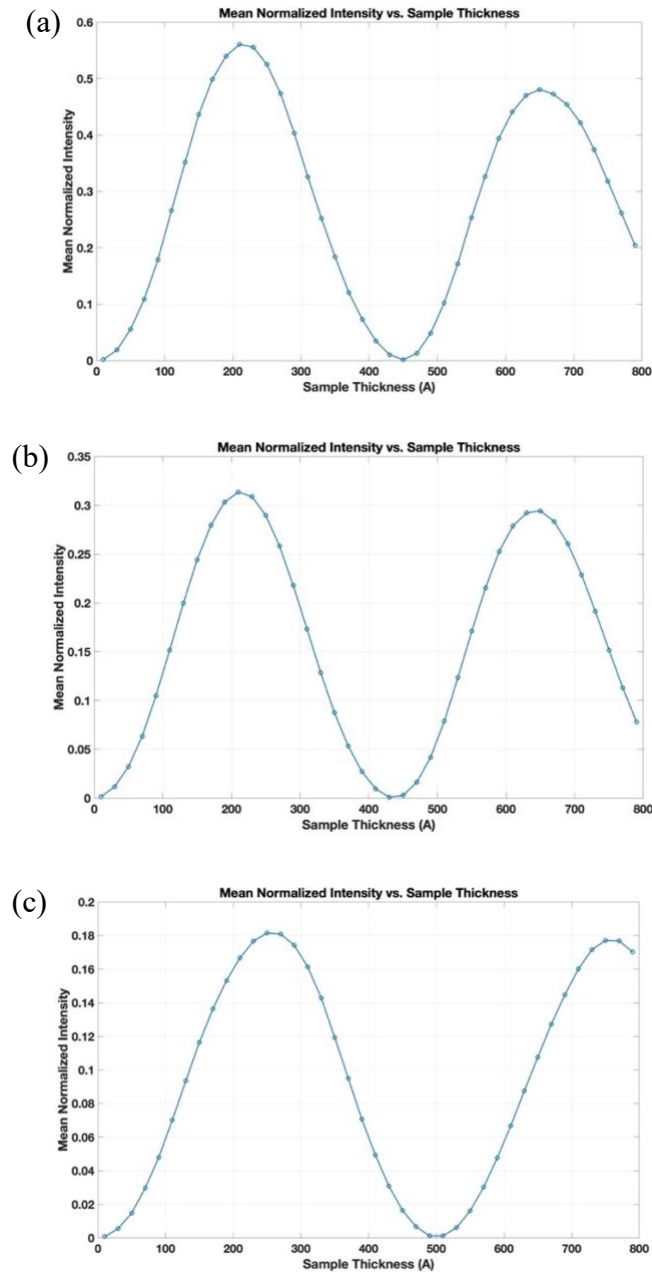 (a)
Mean Normalized Intensity vs. Sample Thickness
0.6
0.5
0.4
0.3
0.2
0.1
0
Mean Normalized Intensity
0 100 200 300 400 500 600 700 800
Sample Thickness (A)
(b)
Mean Normalized Intensity vs. Sample Thickness
0.35
0.3
0.25
0.2
0.15
0.1
0.05
0
Mean Normalized Intensity
0 100 200 300 400 500 600 700 800
Sample Thickness (A)
(c)
Mean Normalized Intensity vs. Sample Thickness
0.2
0.18
0.16
0.14
0.12
0.1
0.08
0.06
0.04
0.02
0
Mean Normalized Intensity
0 100 200 300 400 500 600 700 800
Sample Thickness (A)